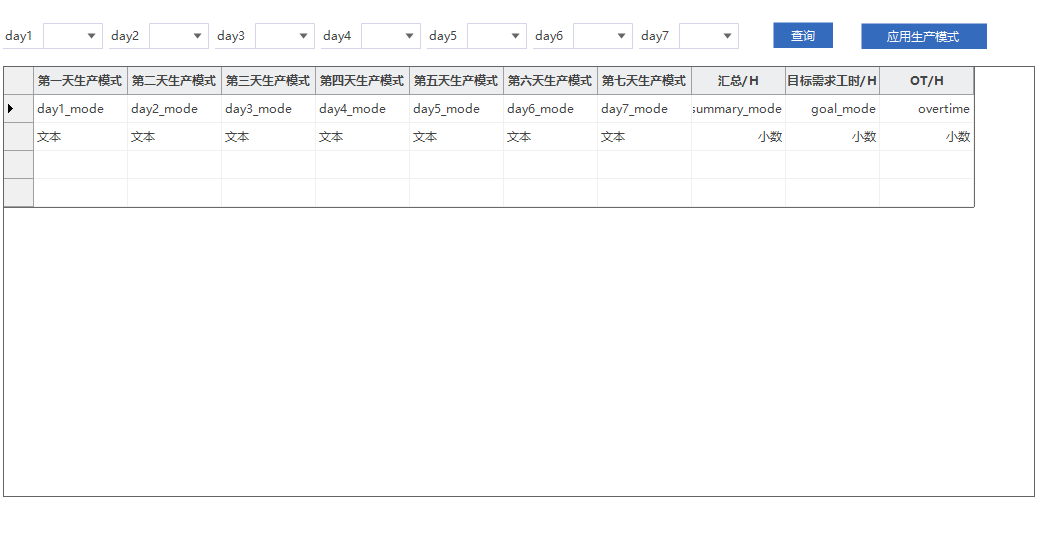 day1 day2 day3 day4 day5 day6 day7 查询 应用生产模式
第一天生产模式 第二天生产模式 第三天生产模式 第四天生产模式 第五天生产模式 第六天生产模式 第七天生产模式 汇总/H 目标需求工时/H OT/H
day1_mode day2_mode day3_mode day4_mode day5_mode day6_mode day7_mode summary_mode goal_mode overtime
文本 文本 文本 文本 文本 文本 文本 小数 小数 小数